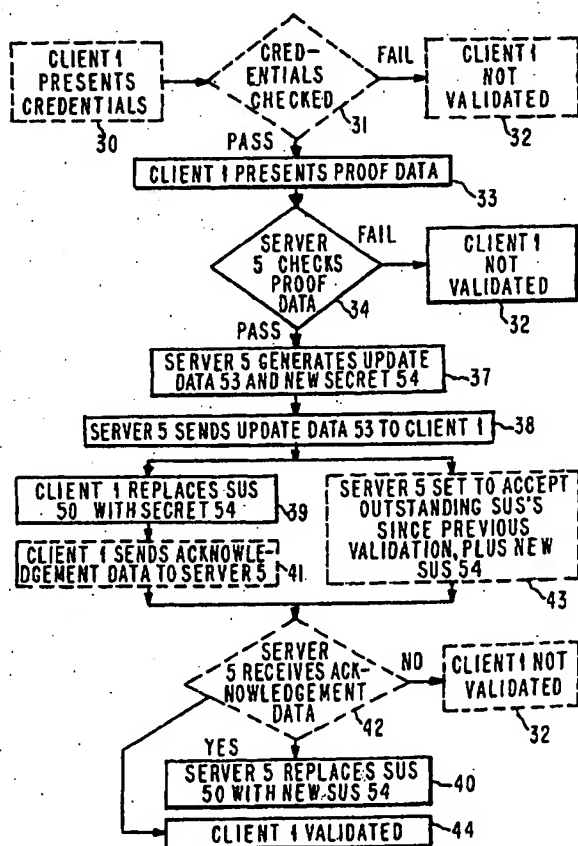 CLIENT 1
PRESENTS
CREDENTIALS
30
CRED-
ENTIALS
CHECKED
31
FAIL
CLIENT 1
NOT
VALIDATED
32
PASS
CLIENT 1 PRESENTS PROOF DATA
33
SERVER
5 CHECKS
PROOF
DATA
34
FAIL
CLIENT 1
NOT
VALIDATED
32
PASS
SERVER 5 GENERATES UPDATE
DATA 53 AND NEW SECRET 54
37
SERVER 5 SENDS UPDATE DATA 53 TO CLIENT 1
38
CLIENT 1 REPLACES SUS
50 WITH SECRET 54
39
CLIENT 1 SENDS ACKNOWLE-
DGEMENT DATA TO SERVER 5
41
SERVER 5 SET TO ACCEPT
OUTSTANDING SUS'S
SINCE PREVIOUS
VALIDATION, PLUS NEW
SUS 54
43
SERVER
5 RECEIVES ACK-
NOWLEDGEMENT
DATA
42
NO
CLIENT 1 NOT
VALIDATED
32
YES
SERVER 5 REPLACES SUS
50 WITH NEW SUS 54
40
CLIENT 1 VALIDATED
44